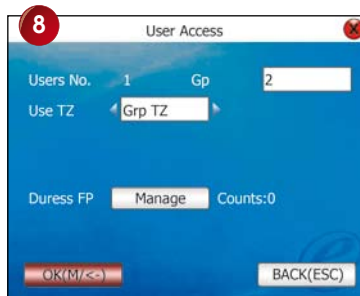 8
User Access
Users No. 1 Gp 2
Use TZ Grp TZ
Duress FP Manage Counts:0
OK(M/<-) BACK(ESC)